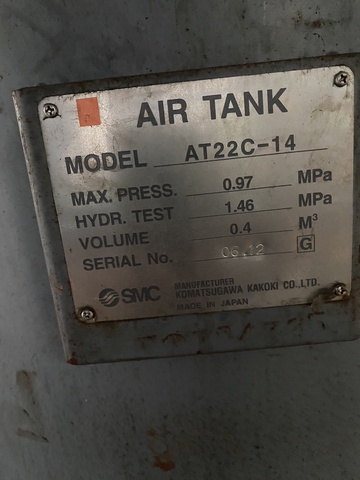 AIR TANK
MODEL AT22C-14
MAX. PRESS. 0.97 MPa
HYDR. TEST 1.46 MPa
VOLUME 0.4 M³
SERIAL No. 06.12 G
SMC MANUFACTURER
KOMATSUGAWA KAKOKI CO.,LTD.
MADE IN JAPAN